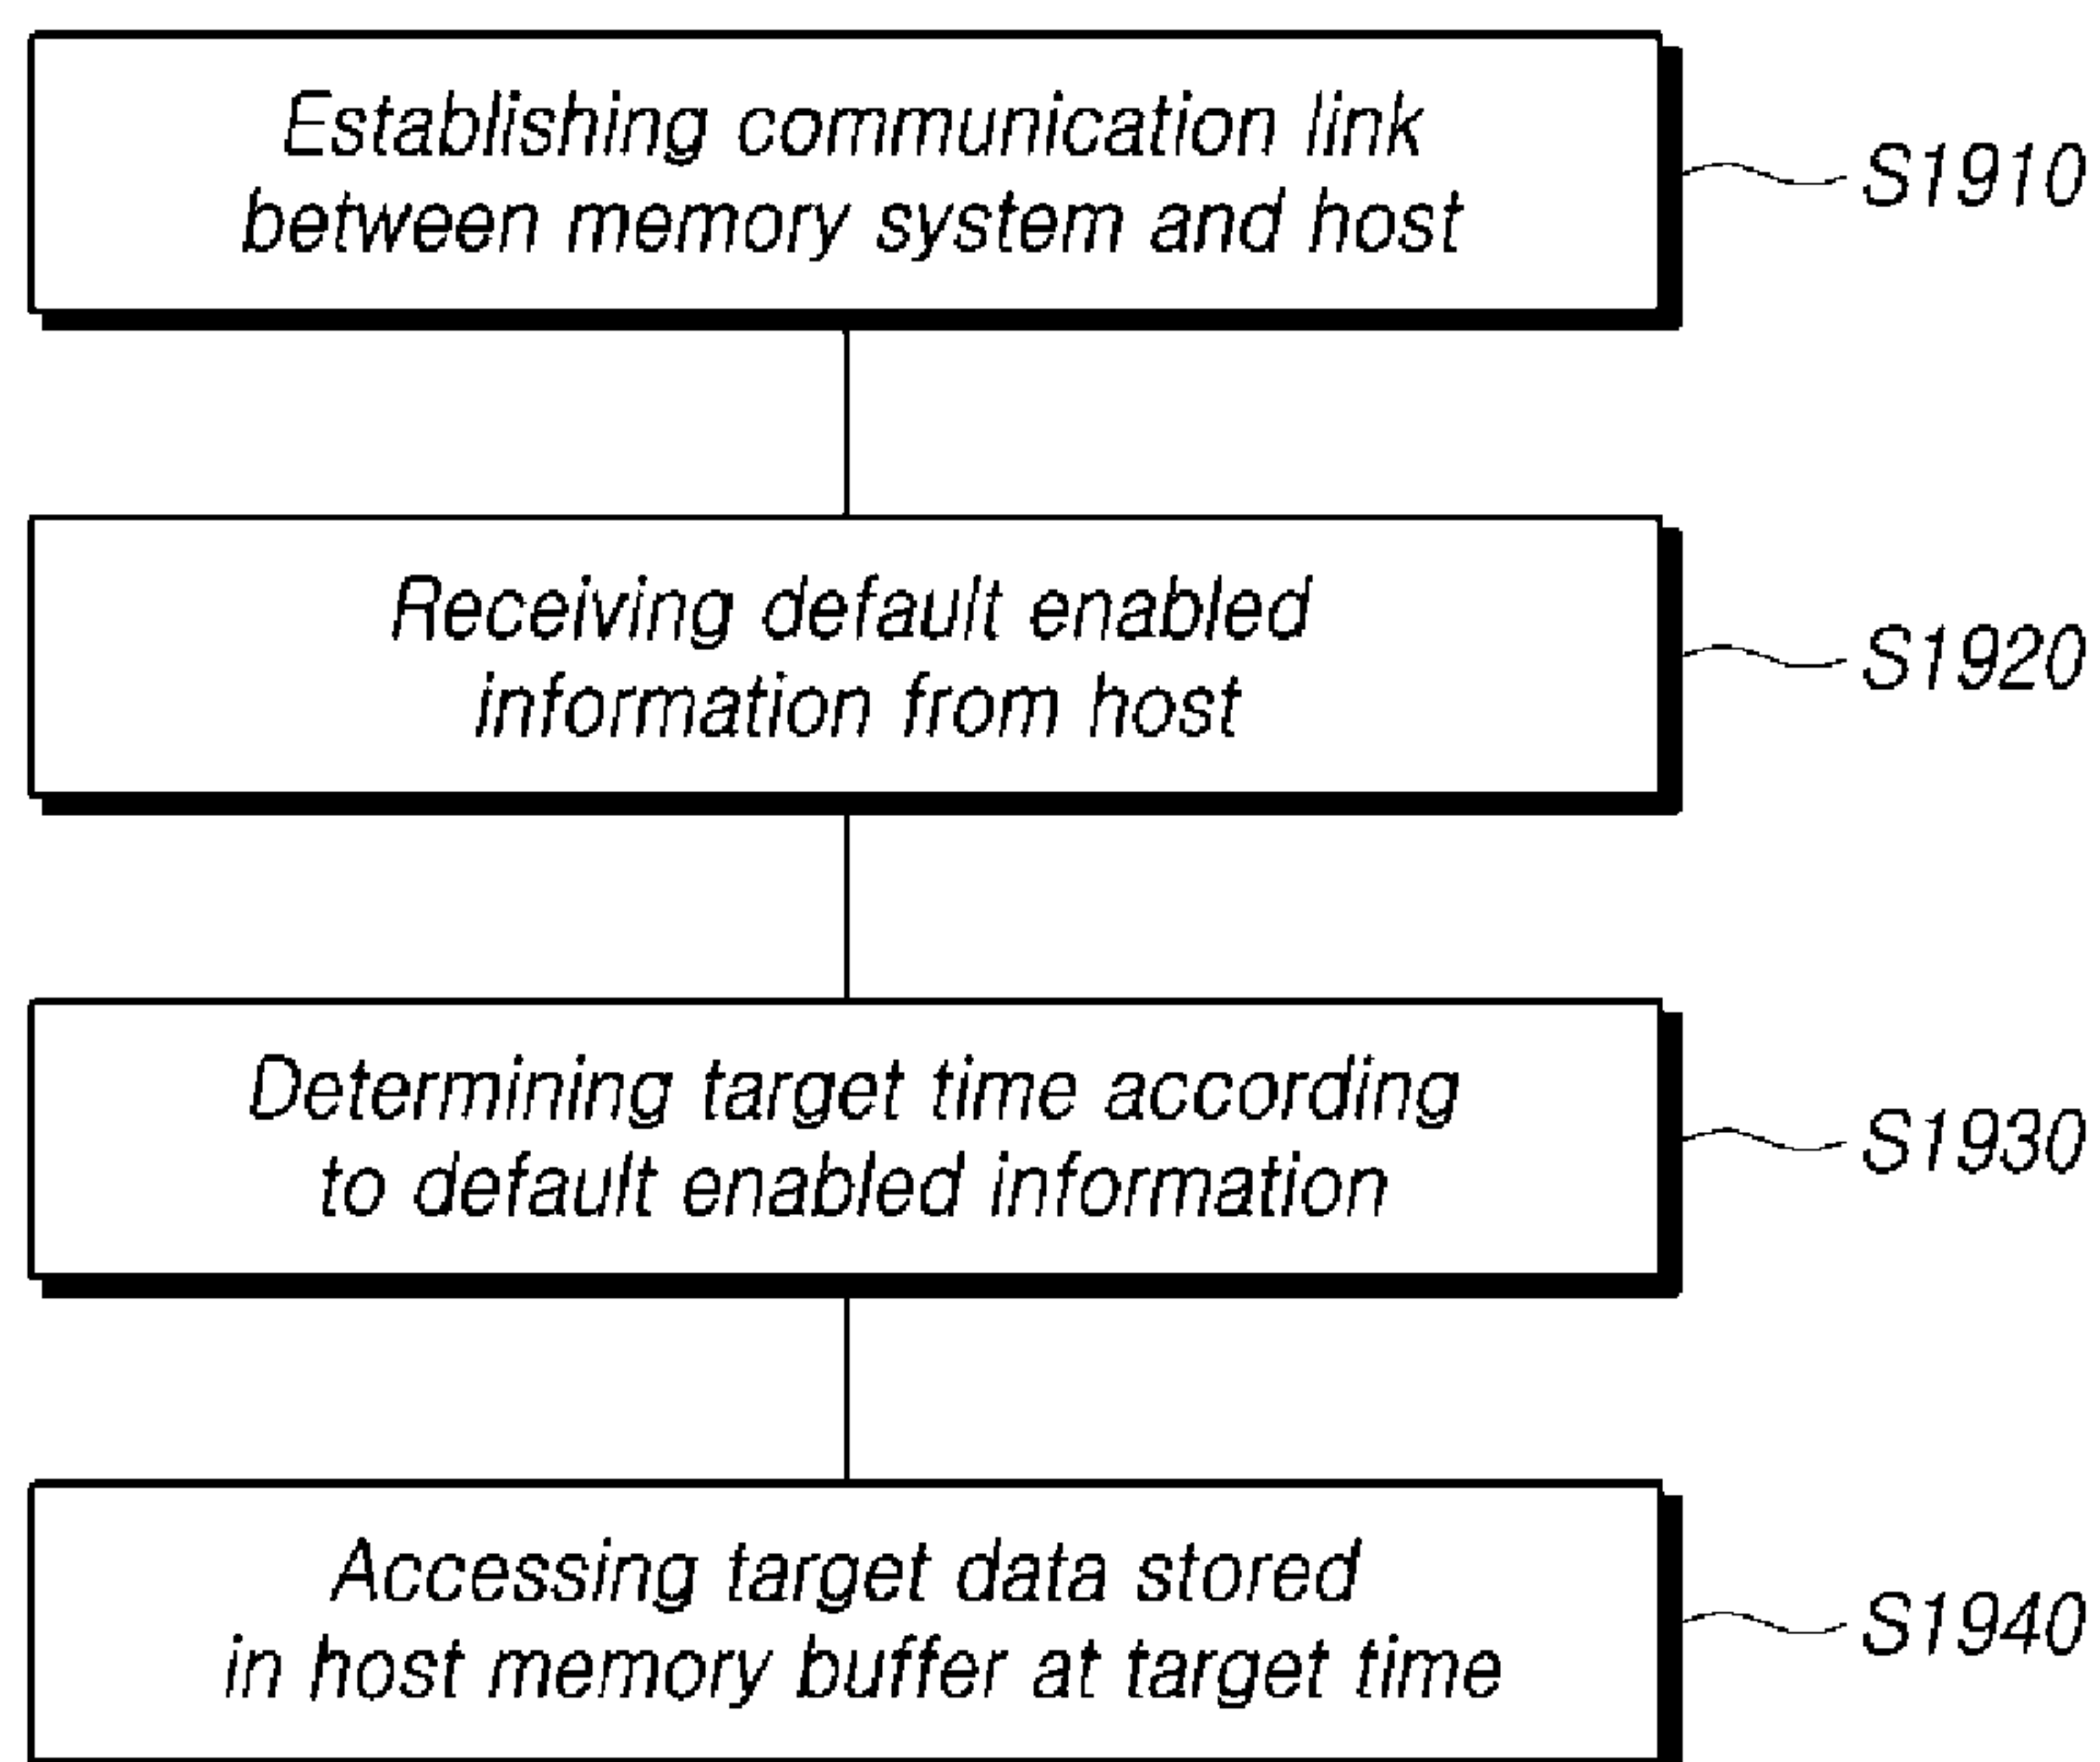 Establishing communication link
between memory system and host
S1910
Receiving default enabled
information from host
S1920
Determining target time according
to default enabled information
S1930
Accessing target data stored
in host memory buffer at target time
S1940